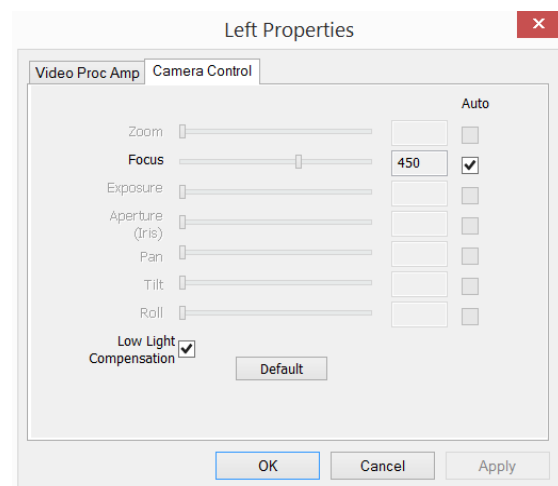 Left Properties
Video Proc Amp
Camera Control
Auto
Zoom
Focus
450
Exposure
Aperture
(Iris)
Pan
Tilt
Roll
Low Light
Compensation
Default
OK
Cancel
Apply